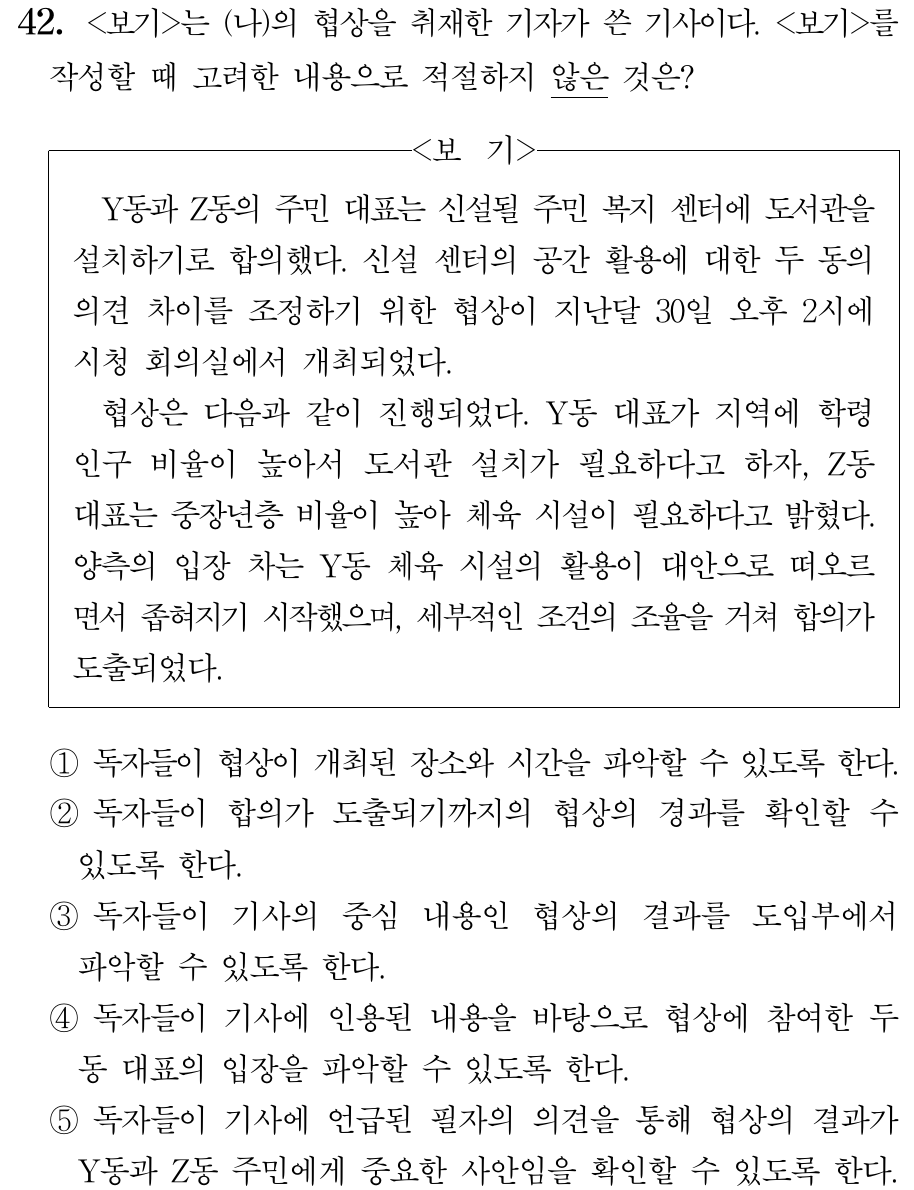 42. <보기>는 (나)의 협상을 취재한 기자가 쓴 기사이다. <보기>를
작성할 때 고려한 내용으로 적절하지 않은 것은?
<보 기>
Y동과 Z동의 주민 대표는 신설될 주민 복지 센터에 도서관을
설치하기로 합의했다. 신설 센터의 공간 활용에 대한 두 동의
의견 차이를 조정하기 위한 협상이 지난달 30일 오후 2시에
시청 회의실에서 개최되었다.
협상은 다음과 같이 진행되었다. Y동 대표가 지역에 학령
인구 비율이 높아서 도서관 설치가 필요하다고 하자, Z동
대표는 중장년층 비율이 높아 체육 시설이 필요하다고 밝혔다.
양측의 입장 차는 Y동 체육 시설의 활용이 대안으로 떠오르
면서 좁혀지기 시작했으며, 세부적인 조건의 조율을 거쳐 합의가
도출되었다.
① 독자들이 협상이 개최된 장소와 시간을 파악할 수 있도록 한다.
② 독자들이 합의가 도출되기까지의 협상의 경과를 확인할 수
있도록 한다.
③ 독자들이 기사의 중심 내용인 협상의 결과를 도입부에서
파악할 수 있도록 한다.
④ 독자들이 기사에 인용된 내용을 바탕으로 협상에 참여한 두
동 대표의 입장을 파악할 수 있도록 한다.
⑤ 독자들이 기사에 언급된 필자의 의견을 통해 협상의 결과가
Y동과 Z동 주민에게 중요한 사안임을 확인할 수 있도록 한다.